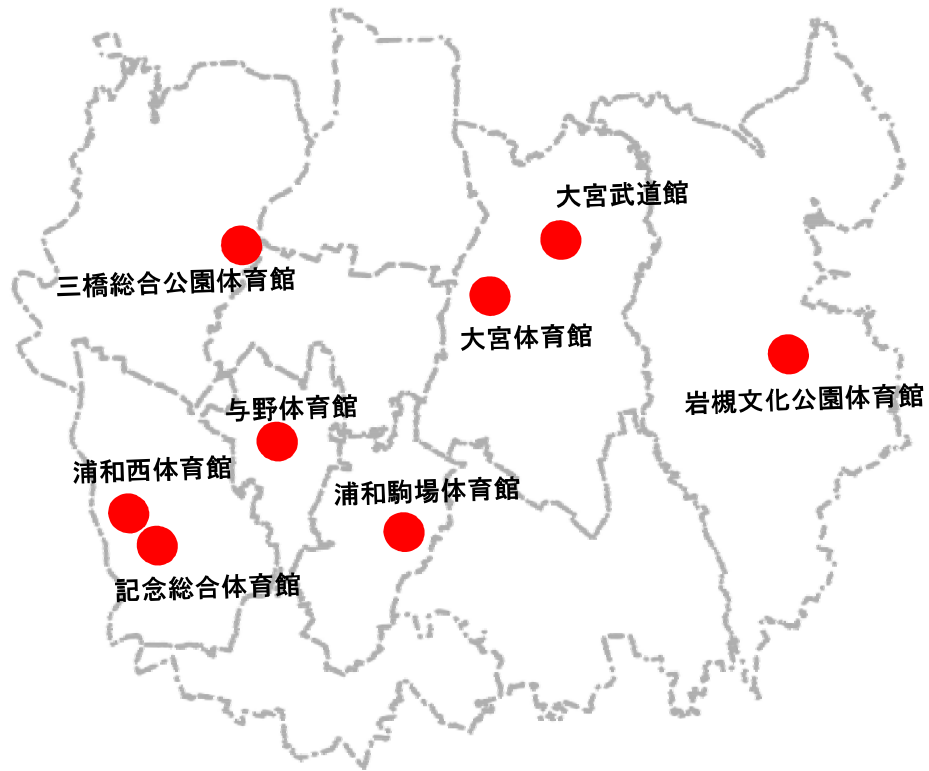 大宮武道館
三橋総合公園体育館
大宮体育館
岩槻文化公園体育館
与野体育館
浦和西体育館
浦和駒場体育館
記念総合体育館